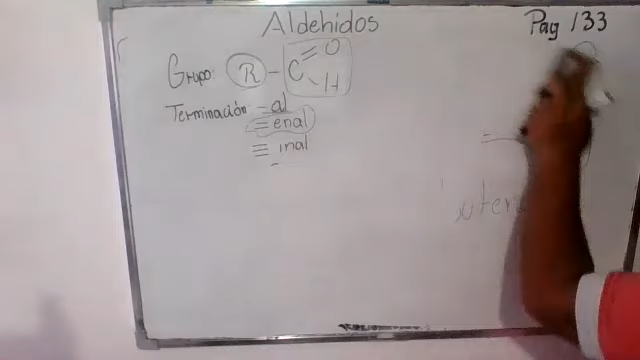 Aldehidos
Pag 133
Grupo: R - C = O
- H
Terminación - al
= enal
≡ inal